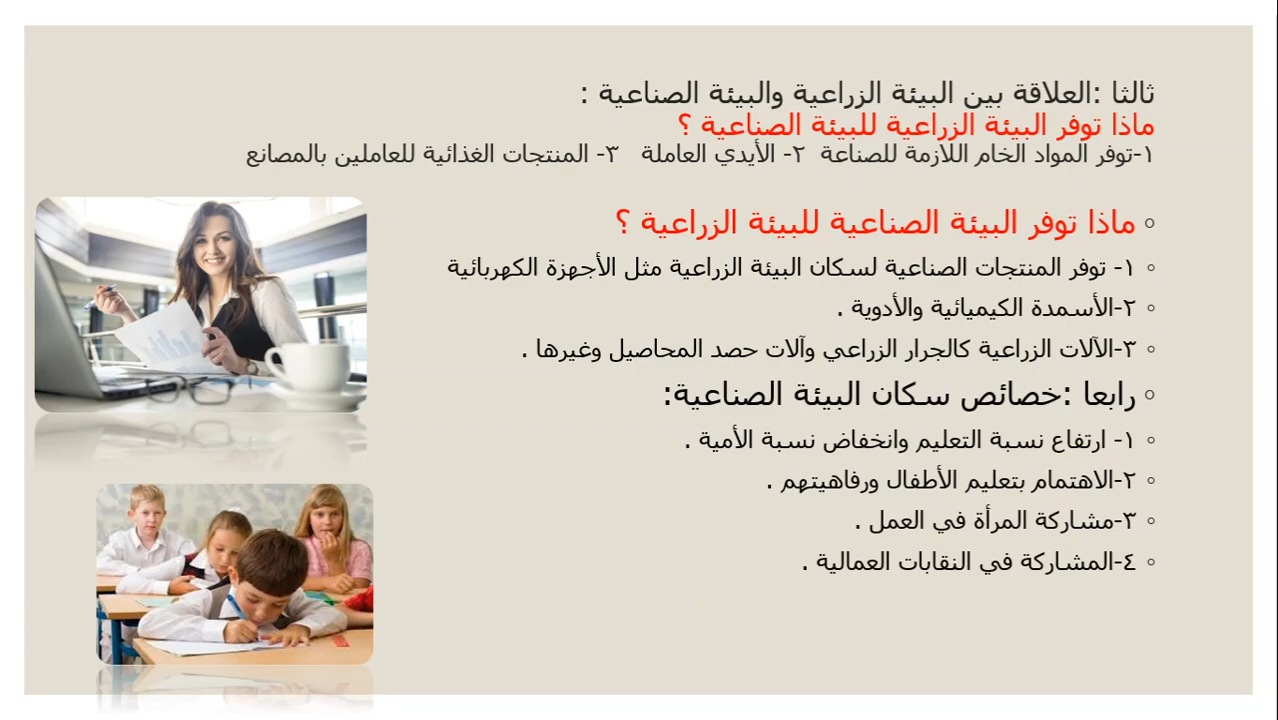 ثالثا :العلاقة بين البيئة الزراعية والبيئة الصناعية :
ماذا توفر البيئة الزراعية للبيئة الصناعية ؟
١-توفر المواد الخام اللازمة للصناعة ٢- الأيدي العاملة ٣- المنتجات الغذائية للعاملين بالمصانع
◦ ماذا توفر البيئة الصناعية للبيئة الزراعية ؟
◦ ١- توفر المنتجات الصناعية لسكان البيئة الزراعية مثل الأجهزة الكهربائية
◦ ٢-الأسمدة الكيميائية والأدوية .
◦ ٣-الآلات الزراعية كالجرار الزراعي وآلات حصد المحاصيل وغيرها .
◦ رابعا :خصائص سكان البيئة الصناعية:
◦ ١- ارتفاع نسبة التعليم وانخفاض نسبة الأمية .
◦ ٢-الاهتمام بتعليم الأطفال ورفاهيتهم .
◦ ٣-مشاركة المرأة في العمل .
◦ ٤-المشاركة في النقابات العمالية .